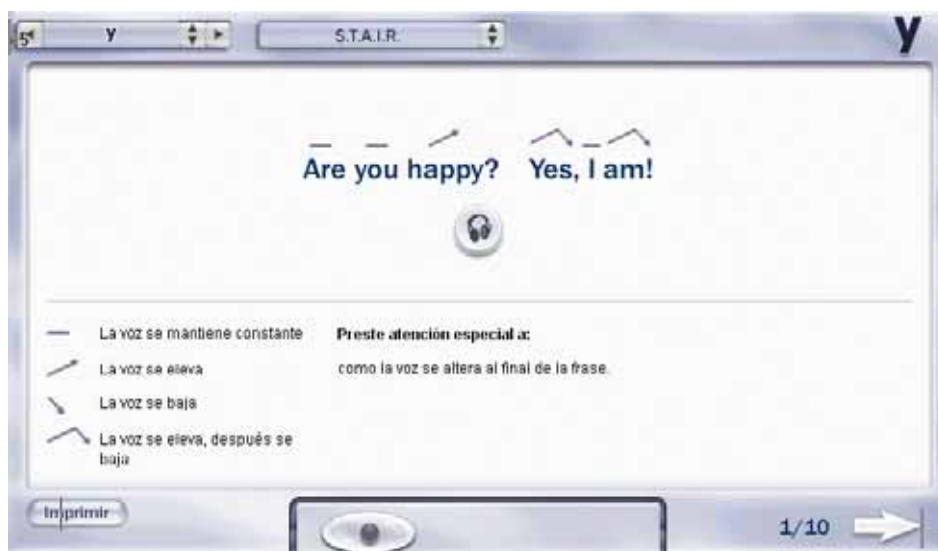 5 y S.T.A.I.R. y
Are you happy? Yes, I am!
La voz se mantiene constante
Preste atención especial a:
La voz se eleva
como la voz se altera al final de la frase.
La voz se baja
La voz se eleva, después se
baja
Imprimir
1/10